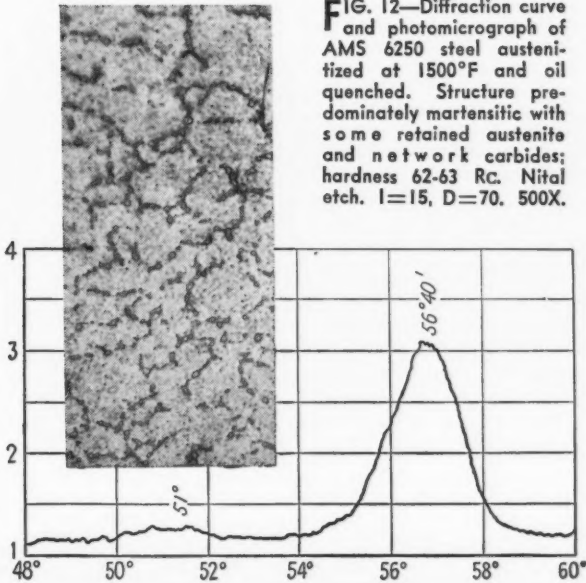 FIG. 12—Diffraction curve
and photomicrograph of
AMS 6250 steel austeni-
tized at 1500°F and oil
quenched. Structure pre-
dominately martensitic with
some retained austenite
and network carbides;
hardness 62-63 Rc. Nital
etch. I=15, D=70. 500X.
4
3
2
1
51°
56°40'
48° 50° 52° 54° 56° 58° 60°